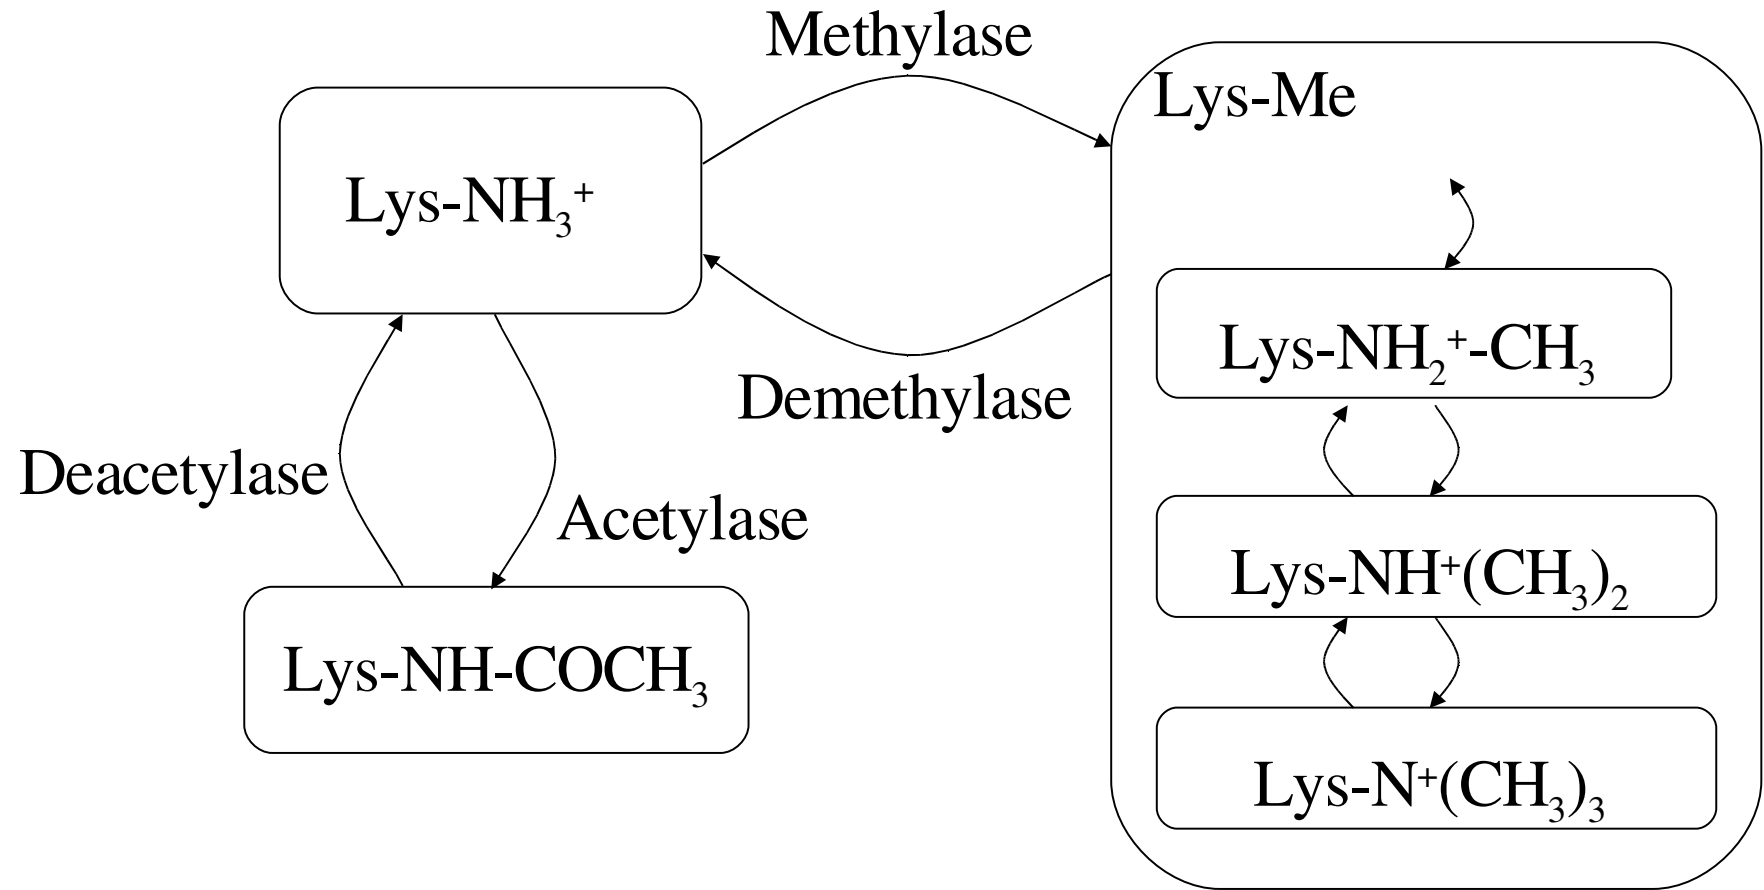 Methylase
Lys-Me
Lys-NH₃⁺
Lys-NH₂⁺-CH₃
Demethylase
Deacetylase
Acetylase
Lys-NH⁺(CH₃)₂
Lys-NH-COCH₃
Lys-N⁺(CH₃)₃